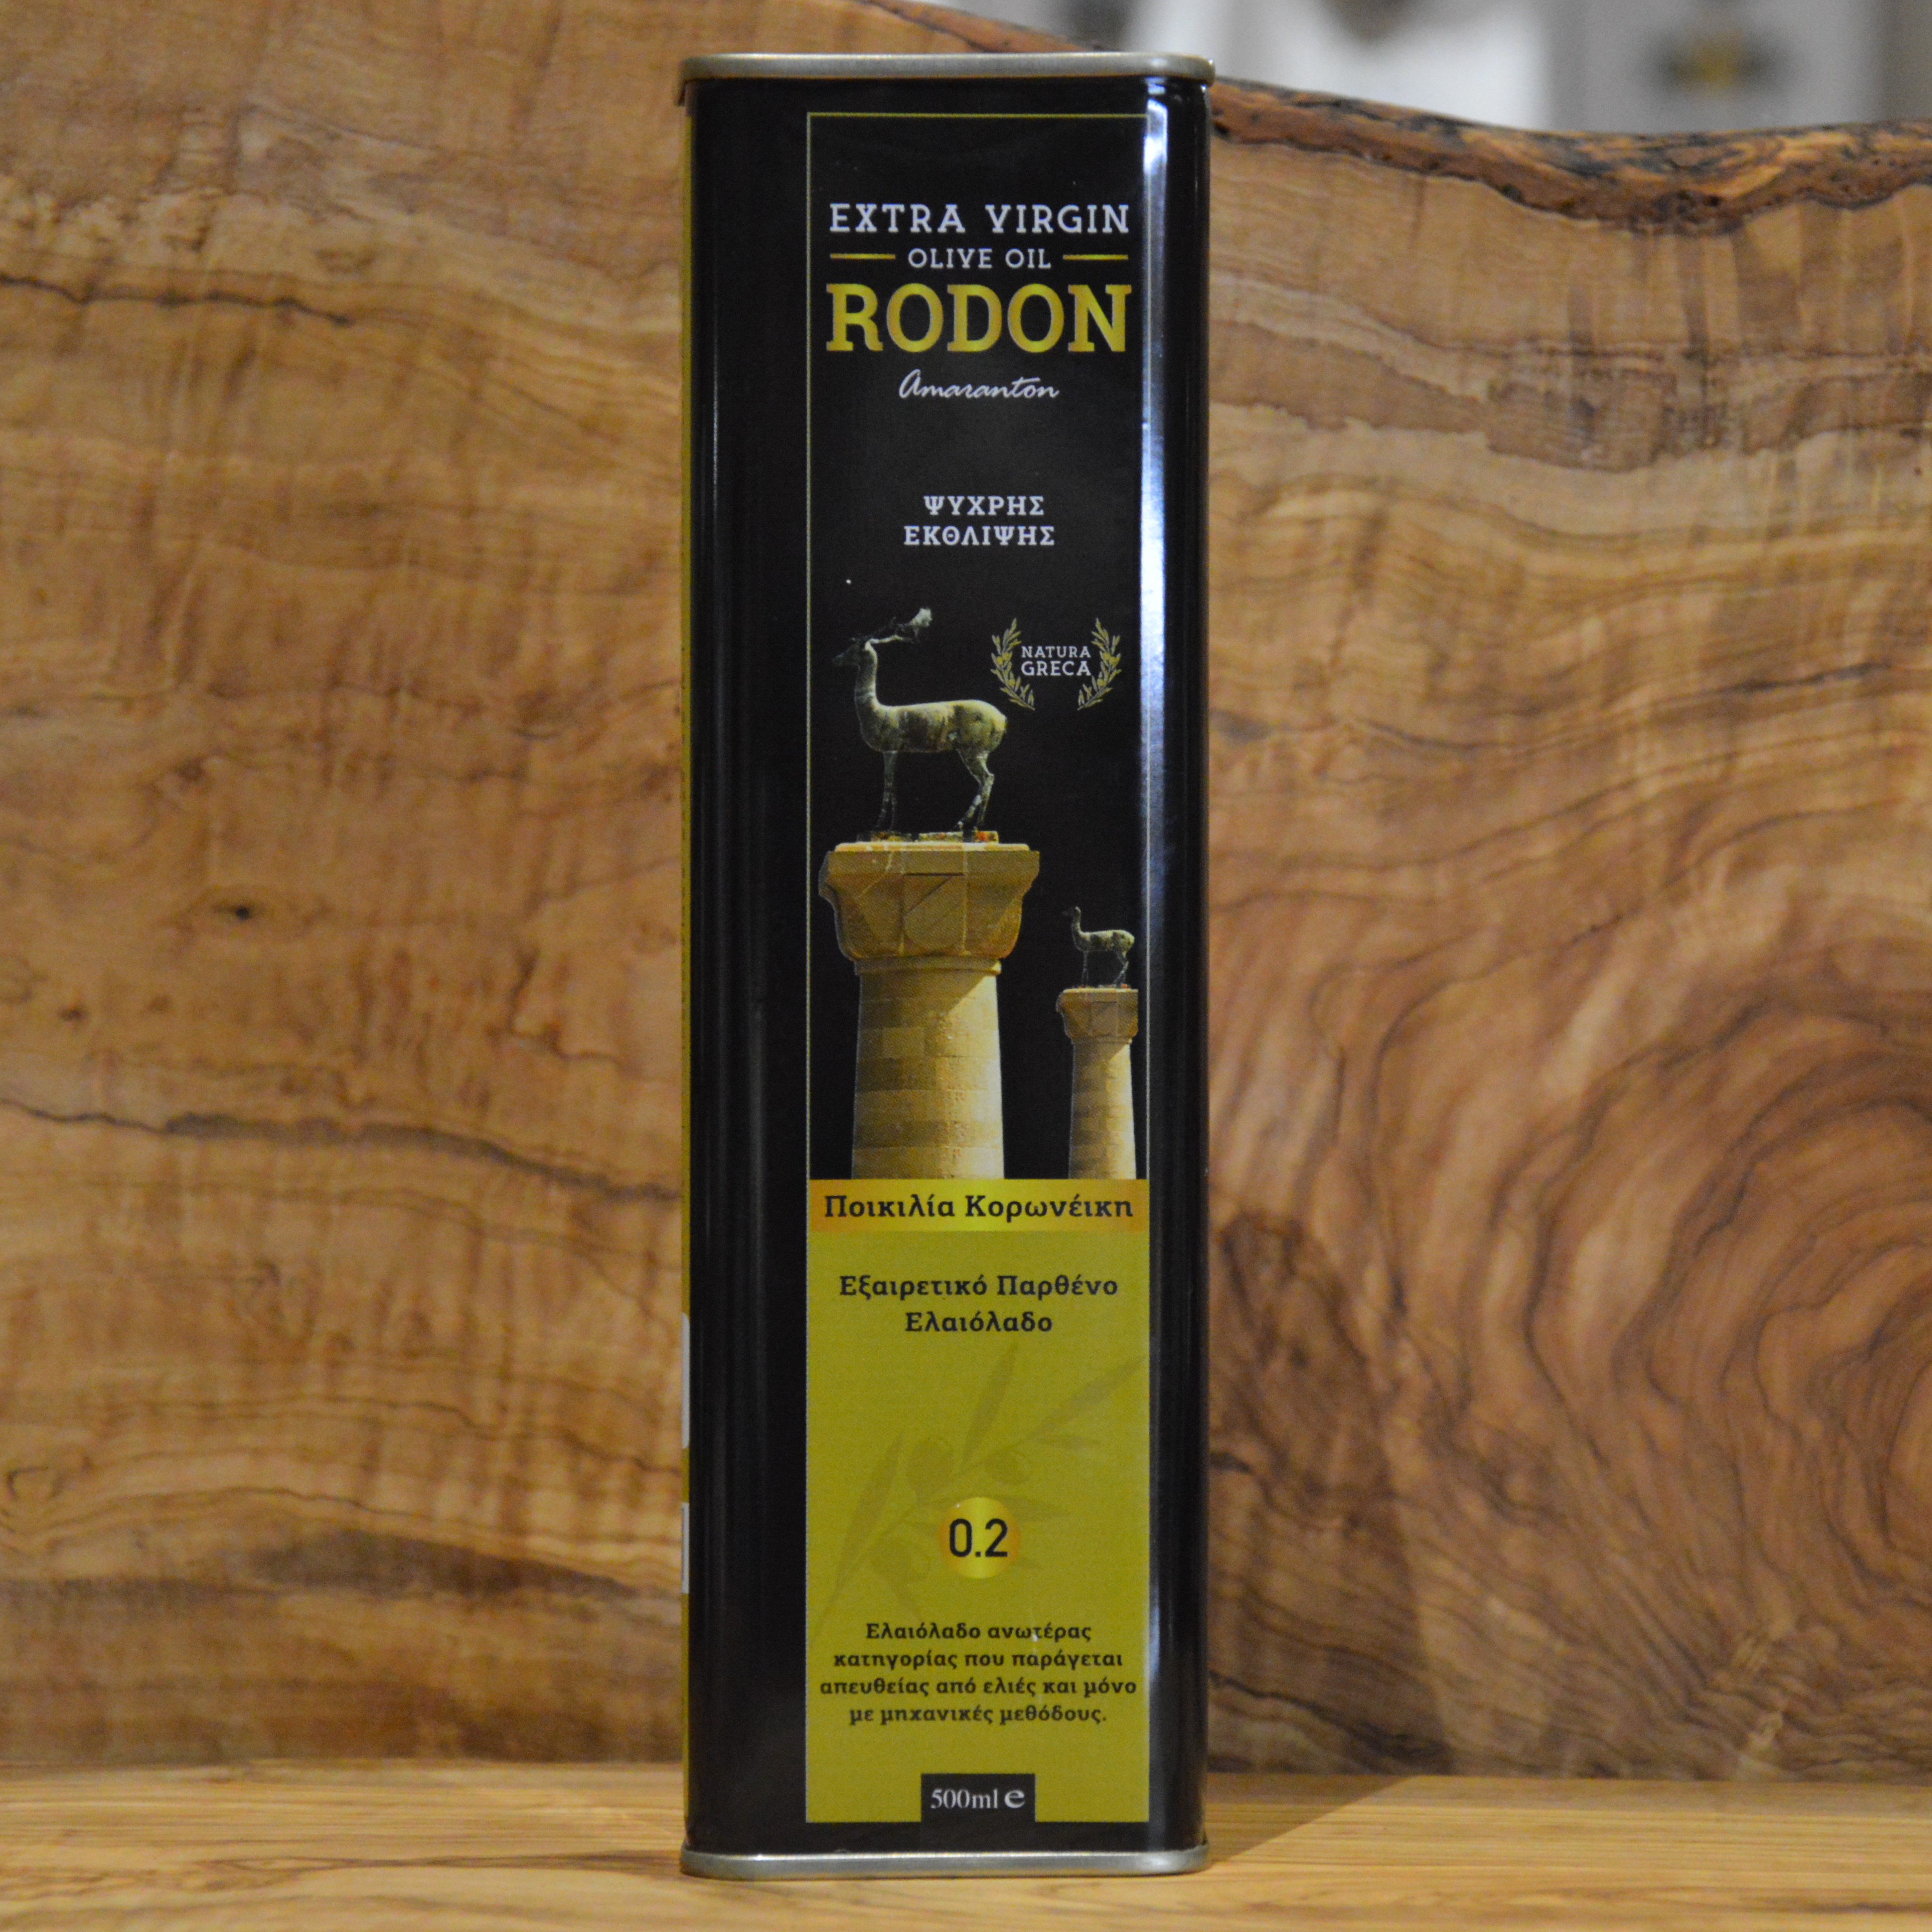 EXTRA VIRGIN
OLIVE OIL
RODON
Amaranton
ΨΥΧΡΗΣ
ΕΚΘΛΙΨΗΣ
NATURA
GRECA
Ποικιλία Κορωνέικη
Εξαιρετικό Παρθένο
Ελαιόλαδο
0.2
Ελαιόλαδο ανωτέρας
κατηγορίας που παράγεται
απευθείας από ελιές και μόνο
με μηχανικές μεθόδους.
500ml e